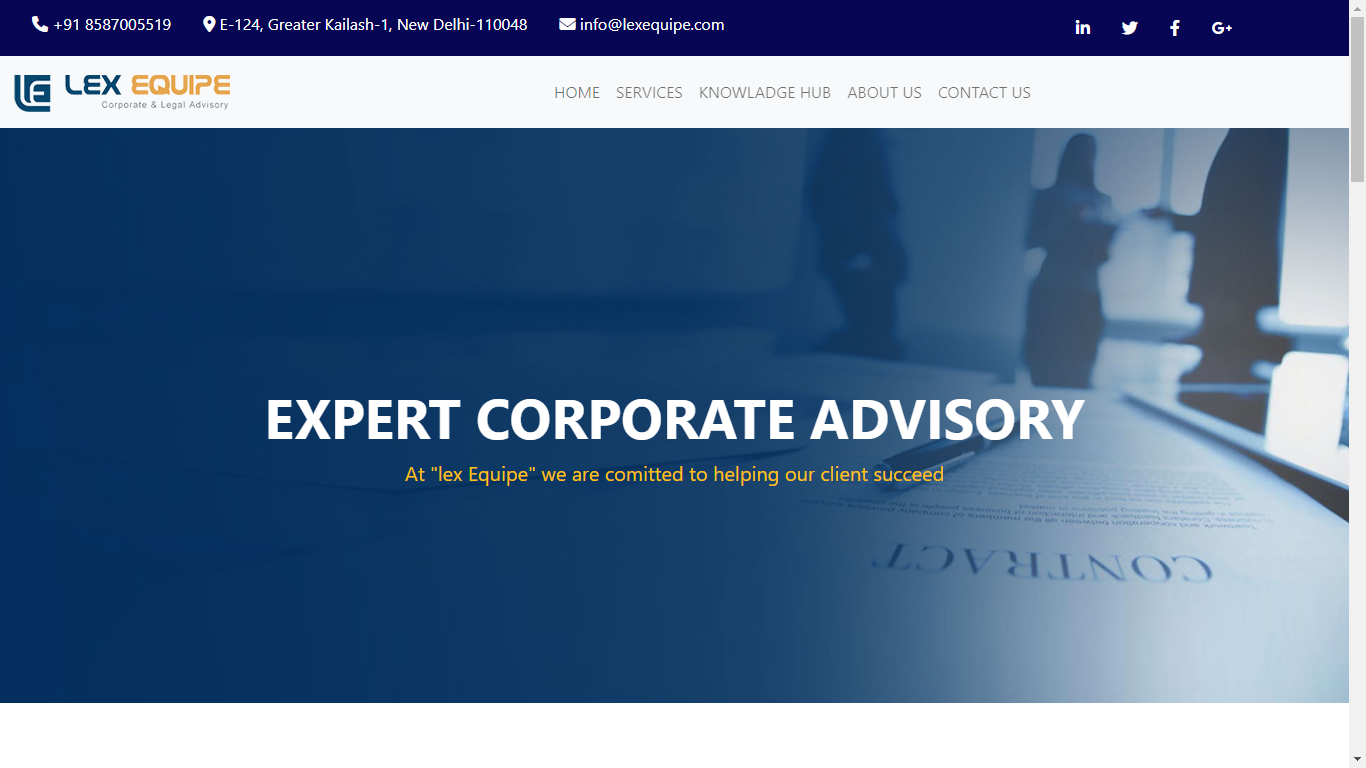 +91 8587005519 E-124, Greater Kailash-1, New Delhi-110048 info@lexequipe.com
LEX EQUIPE
Corporate & Legal Advisory
HOME SERVICES KNOWLADGE HUB ABOUT US CONTACT US
EXPERT CORPORATE ADVISORY
At "lex Equipe" we are comitted to helping our client succeed
CONTRACT